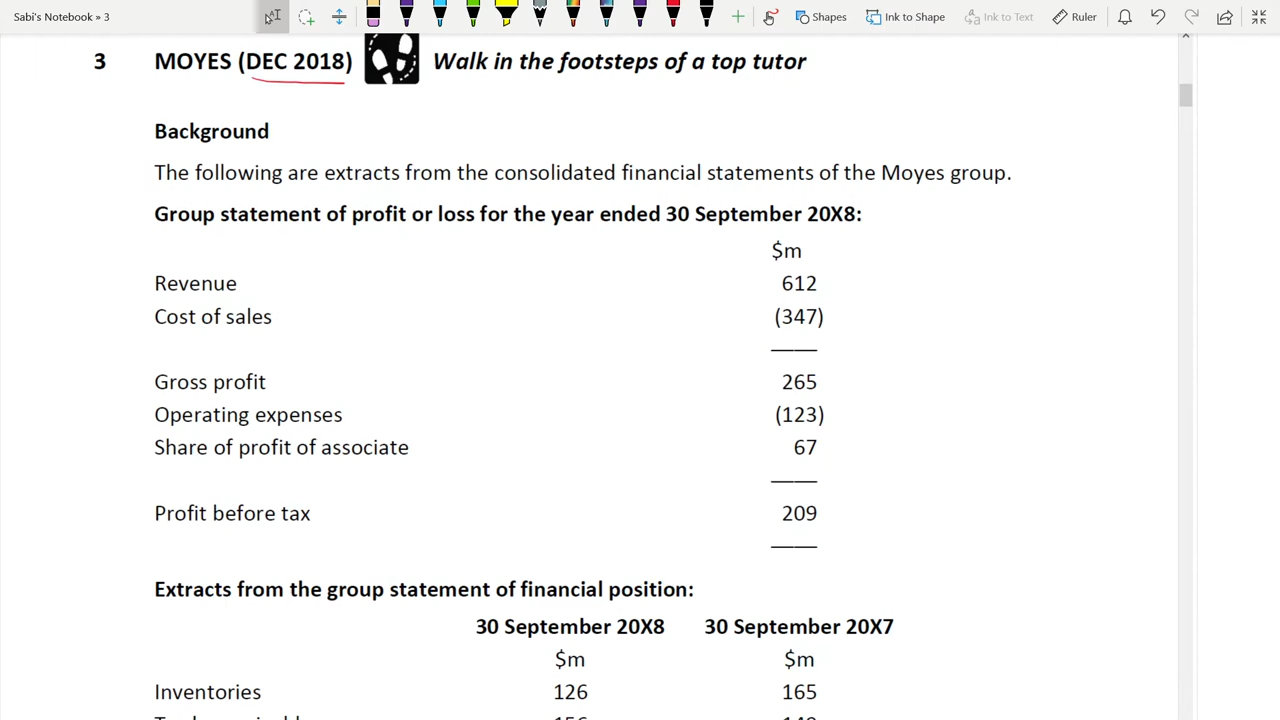 Sabi's Notebook » 3
Shapes
Ink to Shape
Ink to Text
Ruler
3 MOYES (DEC 2018) Walk in the footsteps of a top tutor
Background
The following are extracts from the consolidated financial statements of the Moyes group.
Group statement of profit or loss for the year ended 30 September 20X8:
$m
Revenue 612
Cost of sales (347)
Gross profit 265
Operating expenses (123)
Share of profit of associate 67
Profit before tax 209
Extracts from the group statement of financial position:
30 September 20X8 30 September 20X7
$m $m
Inventories 126 165